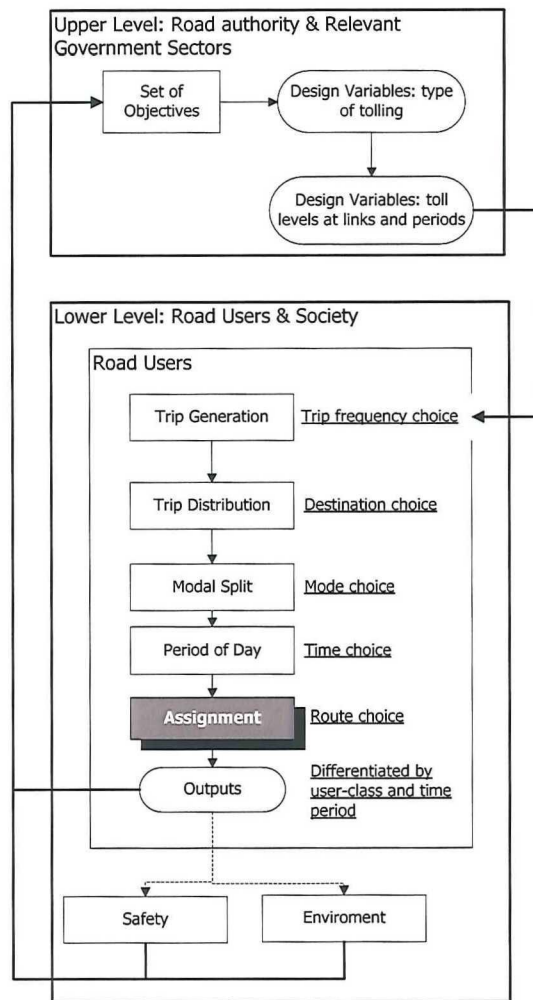 Upper Level: Road authority & Relevant
Government Sectors
Set of
Objectives
Design Variables: type
of tolling
Design Variables: toll
levels at links and periods
Lower Level: Road Users & Society
Road Users
Trip Generation
Trip frequency choice
Trip Distribution
Destination choice
Modal Split
Mode choice
Period of Day
Time choice
Assignment
Route choice
Outputs
Differentiated by
user-class and time
period
Safety
Enviroment